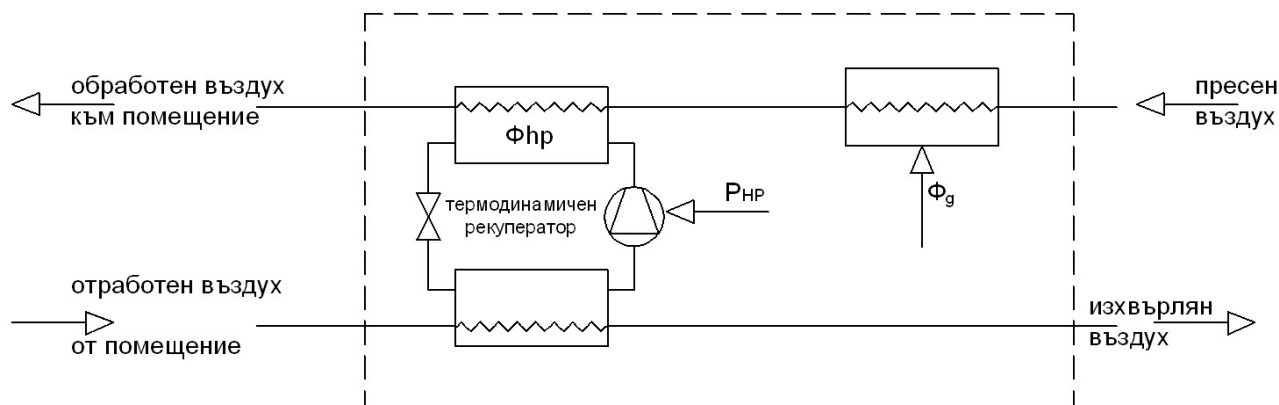 обработен въздух
към помещение
пресен
въздух
Φhp
PHP
Φg
термодинамичен
рекуператор
отработен въздух
от помещение
изхвърлян
въздух